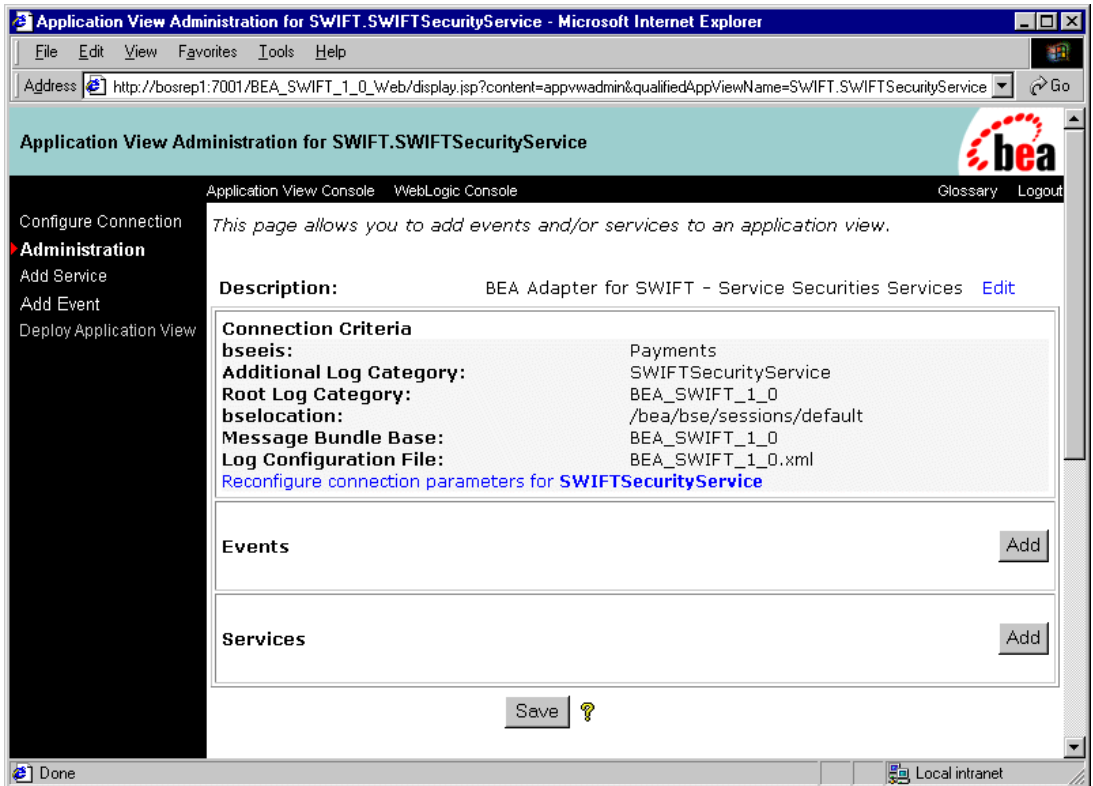 Application View Administration for SWIFT.SWIFTSecurityService - Microsoft Internet Explorer
File Edit View Favorites Tools Help
Address http://bosrep1:7001/BEA_SWIFT_1_0_Web/display.jsp?content=appvwadmin&qualifiedAppViewName=SWIFT.SWIFTSecurityService Go
Application View Administration for SWIFT.SWIFTSecurityService
bea
Application View Console WebLogic Console Glossary Logout
Configure Connection
Administration
Add Service
Add Event
Deploy Application View
This page allows you to add events and/or services to an application view.
Description: BEA Adapter for SWIFT - Service Securities Services Edit
Connection Criteria
bseeis: Payments
Additional Log Category: SWIFTSecurityService
Root Log Category: BEA_SWIFT_1_0
bselocation: /bea/bse/sessions/default
Message Bundle Base: BEA_SWIFT_1_0
Log Configuration File: BEA_SWIFT_1_0.xml
Reconfigure connection parameters for SWIFTSecurityService
Events Add
Services Add
Save ?
Done Local intranet